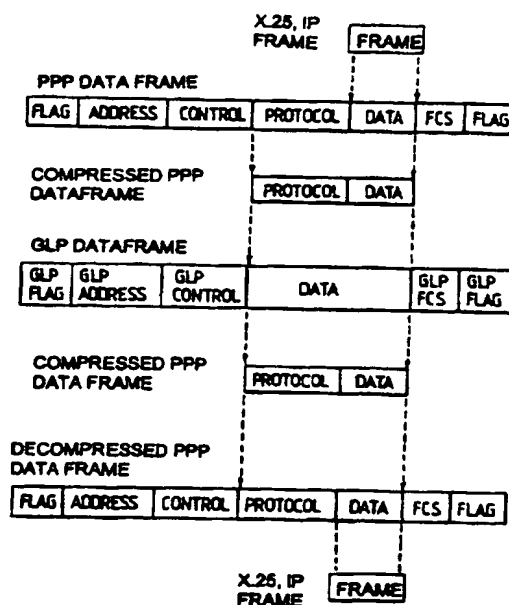 X.25, IP
FRAME
FRAME
PPP DATA FRAME
FLAG ADDRESS CONTROL PROTOCOL DATA FCS FLAG
COMPRESSED PPP
DATAFRAME
PROTOCOL DATA
GLP DATAFRAME
GLP FLAG GLP ADDRESS GLP CONTROL DATA GLP FCS GLP FLAG
COMPRESSED PPP
DATA FRAME
PROTOCOL DATA
DECOMPRESSED PPP
DATA FRAME
FLAG ADDRESS CONTROL PROTOCOL DATA FCS FLAG
X.25, IP
FRAME
FRAME